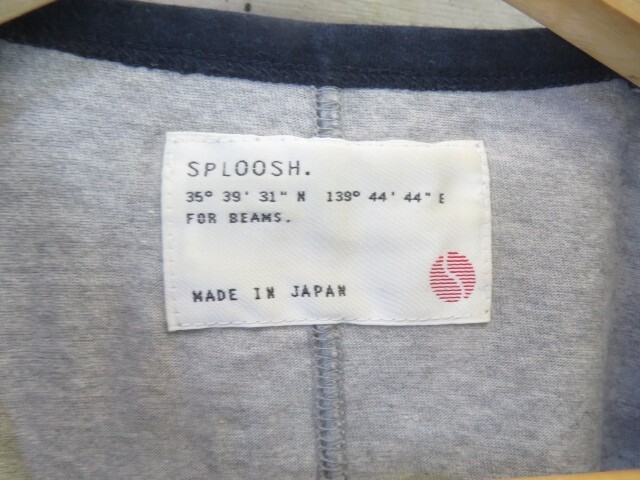 SPLOOSH.
35° 39' 31" N 139° 44' 44" E
FOR BEAMS.
MADE IN JAPAN